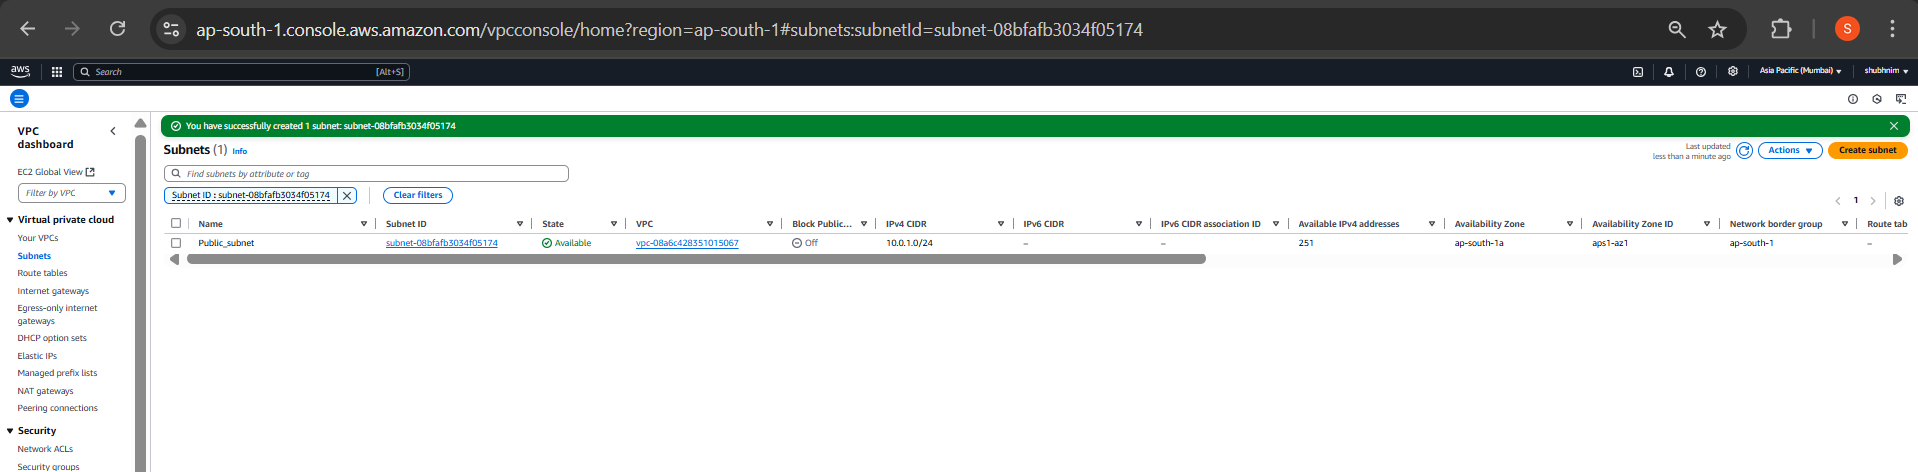 ap-south-1.console.aws.amazon.com/vpcconsole/home?region=ap-south-1#subnets:subnetId=subnet-08bfafb3034f05174
S
aws
Search
[Alt+S]
Asia Pacific (Mumbai)
shubhnim
VPC dashboard
EC2 Global View
Filter by VPC
Virtual private cloud
Your VPCs
Subnets
Route tables
Internet gateways
Egress-only internet
gateways
DHCP option sets
Elastic IPs
Managed prefix lists
NAT gateways
Peering connections
Security
Network ACLs
Security groups
You have successfully created 1 subnet: subnet-08bfafb3034f05174
Subnets (1) Info
Last updated
less than a minute ago
Actions
Create subnet
Find subnets by attribute or tag
Subnet ID : subnet-08bfafb3034f05174
Clear filters
1
Name Subnet ID State VPC Block Public... IPv4 CIDR IPv6 CIDR IPv6 CIDR association ID Available IPv4 addresses Availability Zone Availability Zone ID Network border group Route tab
Public_subnet subnet-08bfafb3034f05174 Available vpc-08a6c428351015067 Off 10.0.1.0/24 – – 251 ap-south-1a aps1-az1 ap-south-1 –